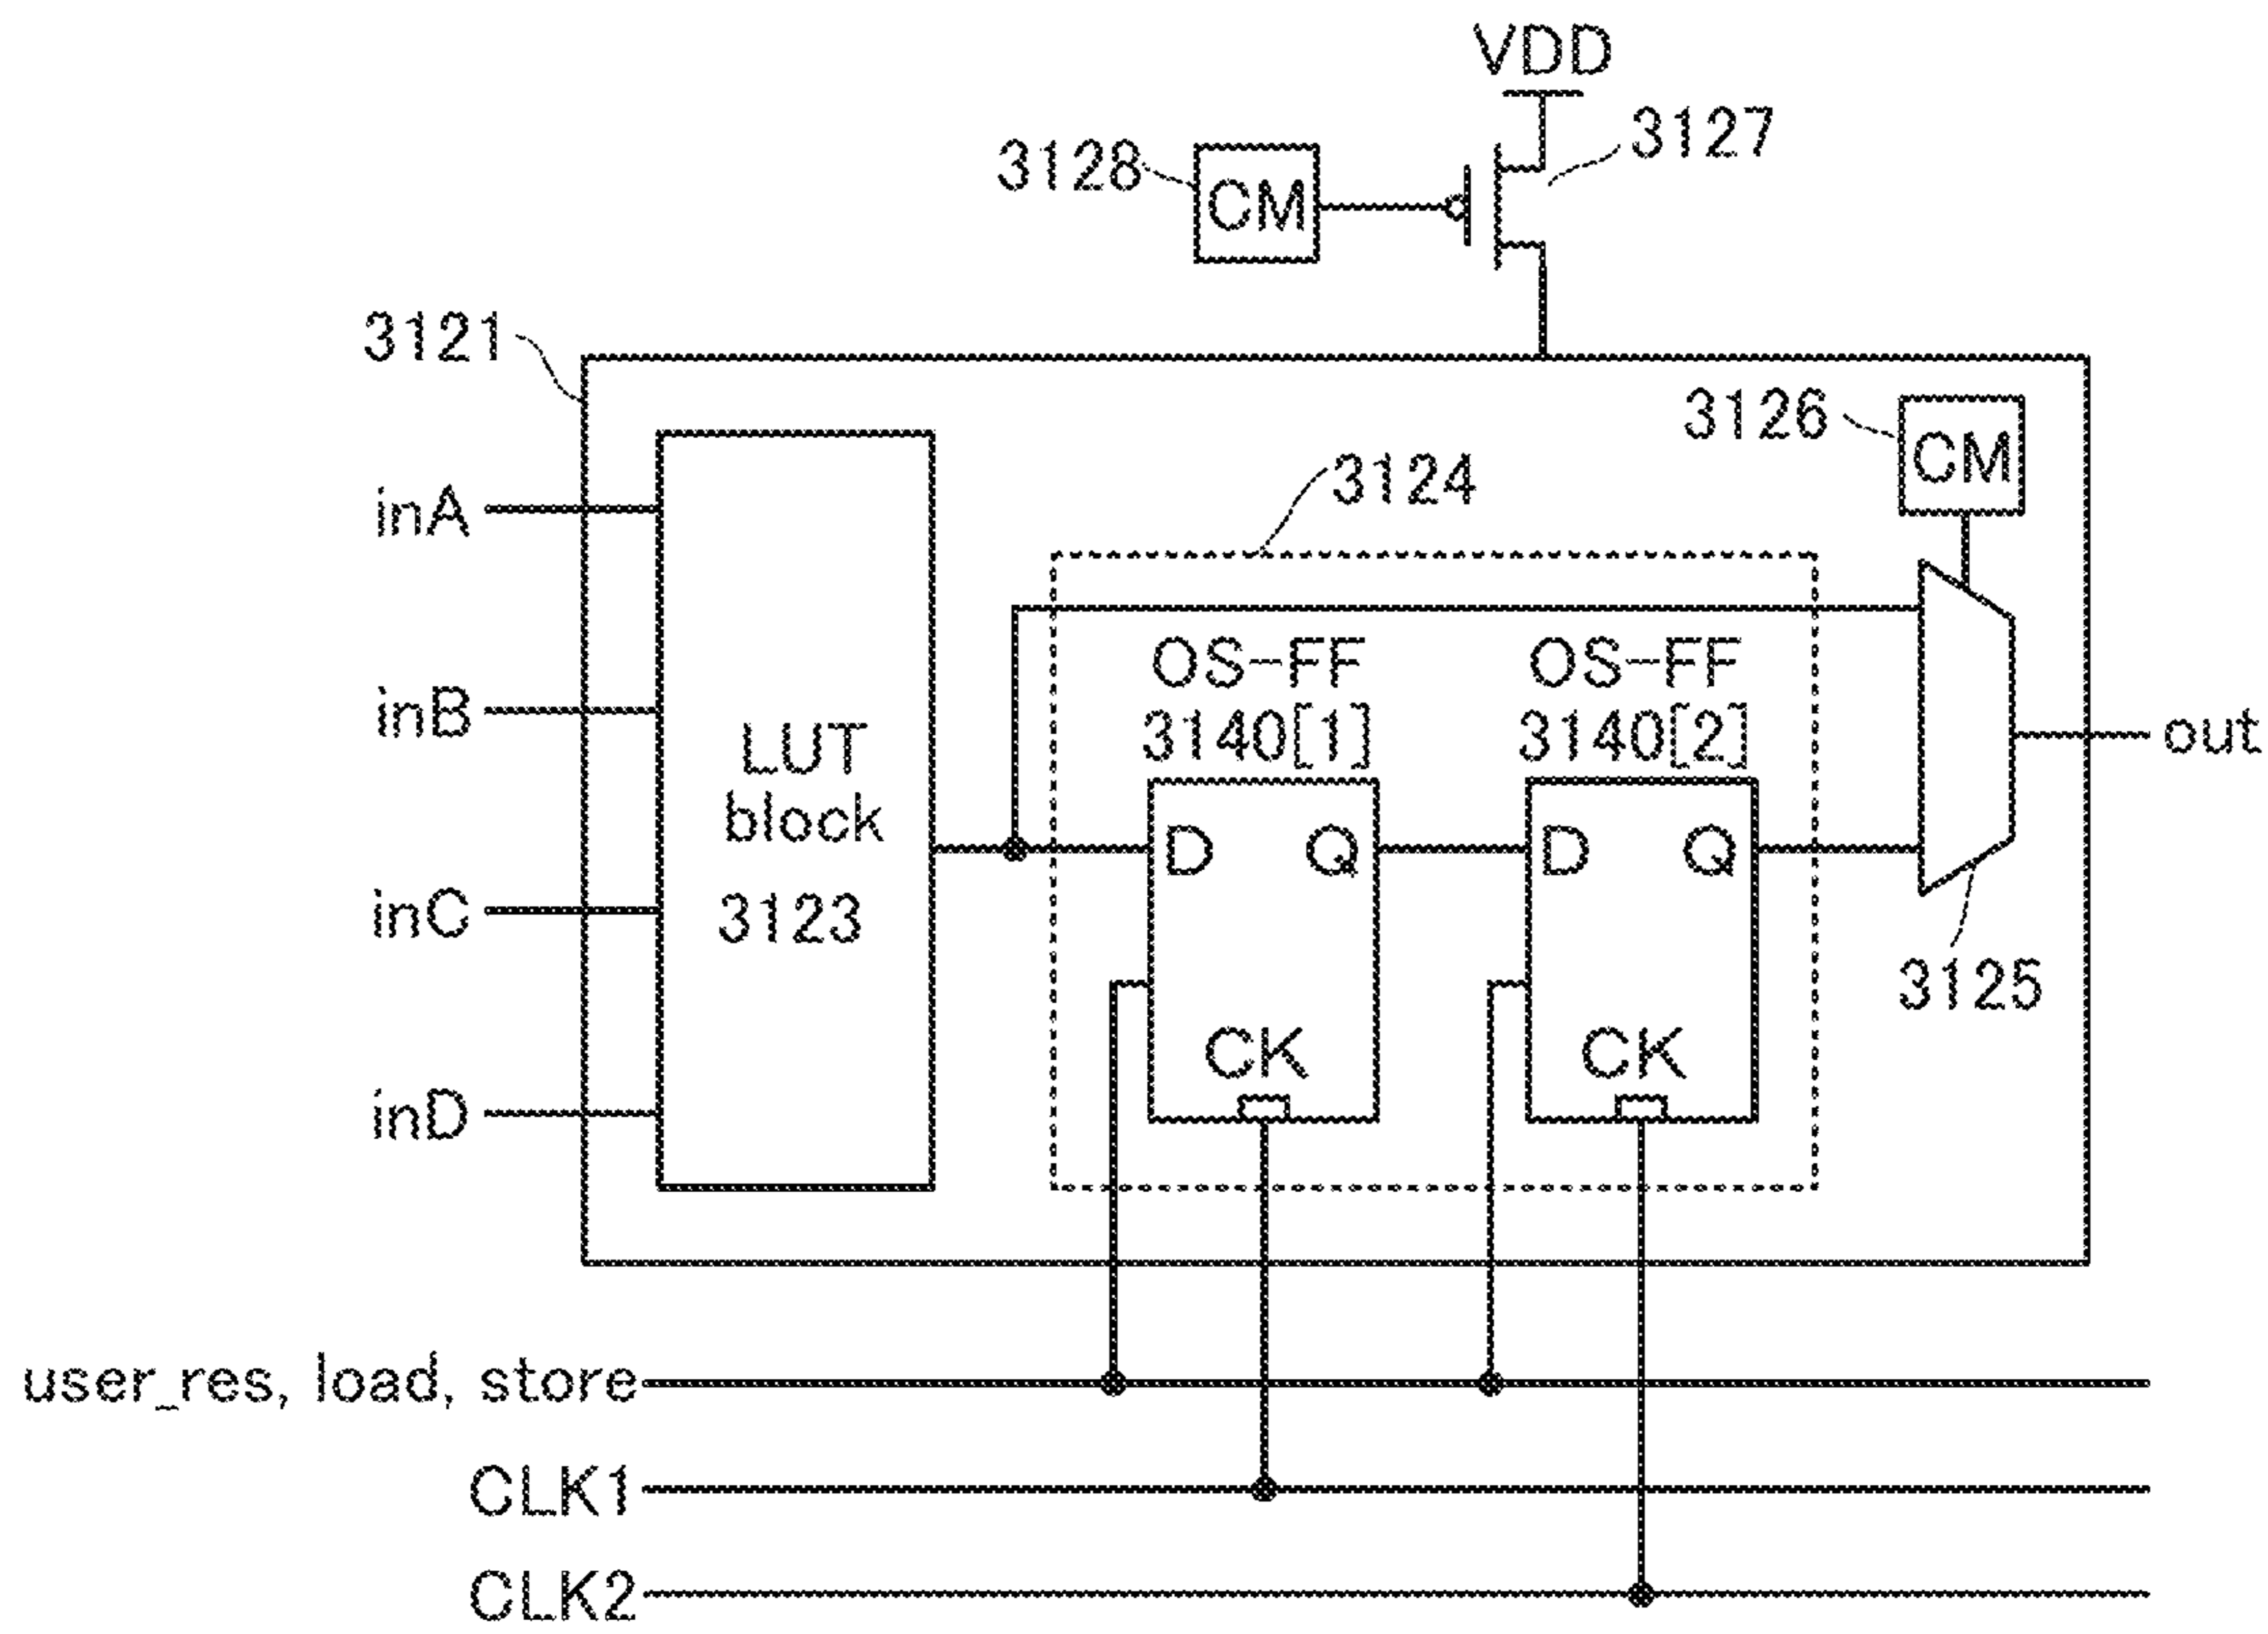 VDD
3127
3128
CM
3121
3126
CM
3124
inA
OS-FF
3140[1]
OS-FF
3140[2]
inB
LUT
block
3123
out
D
Q
D
Q
inC
3125
CK
CK
inD
user_res, load, store
CLK1
CLK2